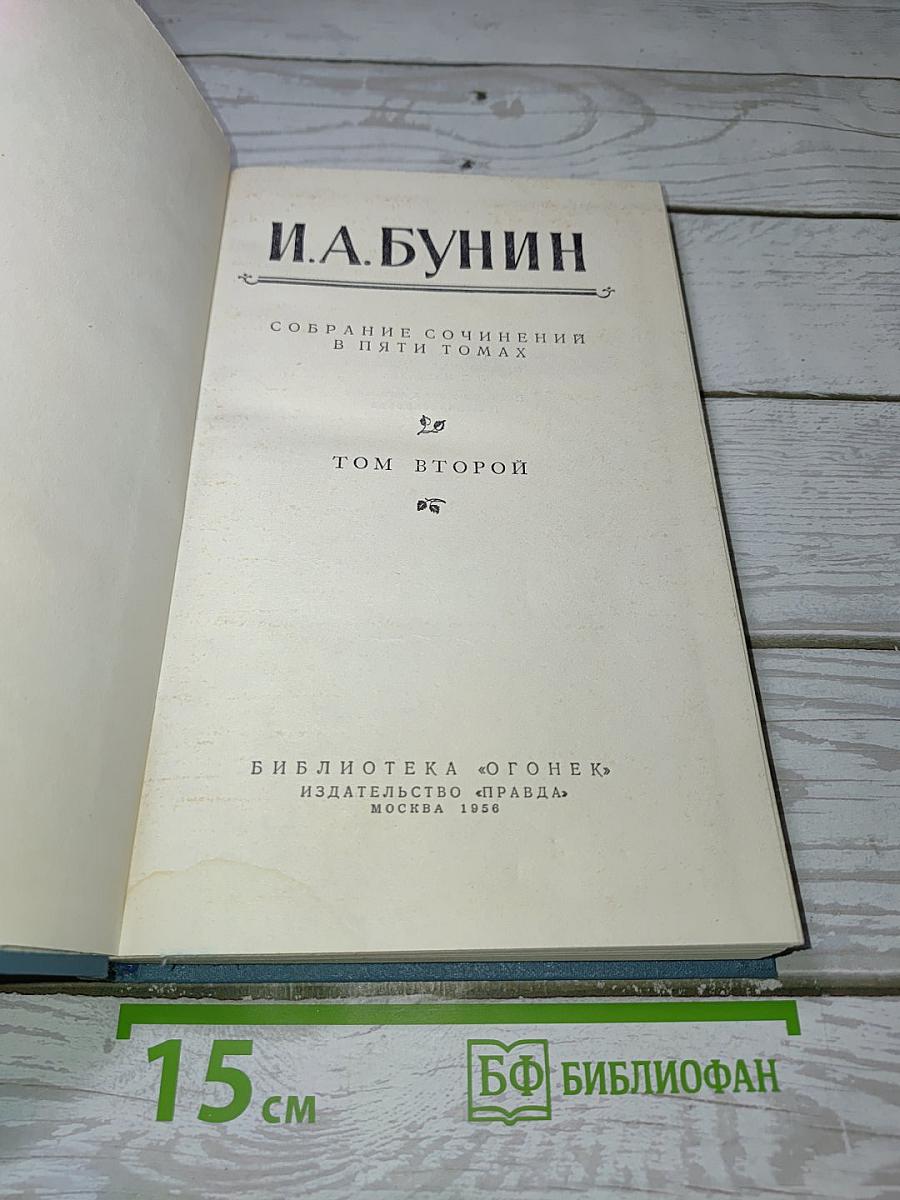 И.А.БУНИН
СОБРАНИЕ СОЧИНЕНИЙ
В ПЯТИ ТОМАХ
ТОМ ВТОРОЙ
БИБЛИОТЕКА «ОГОНЕК»
ИЗДАТЕЛЬСТВО «ПРАВДА»
МОСКВА 1956
15 см
БФ БИБЛИОФАН